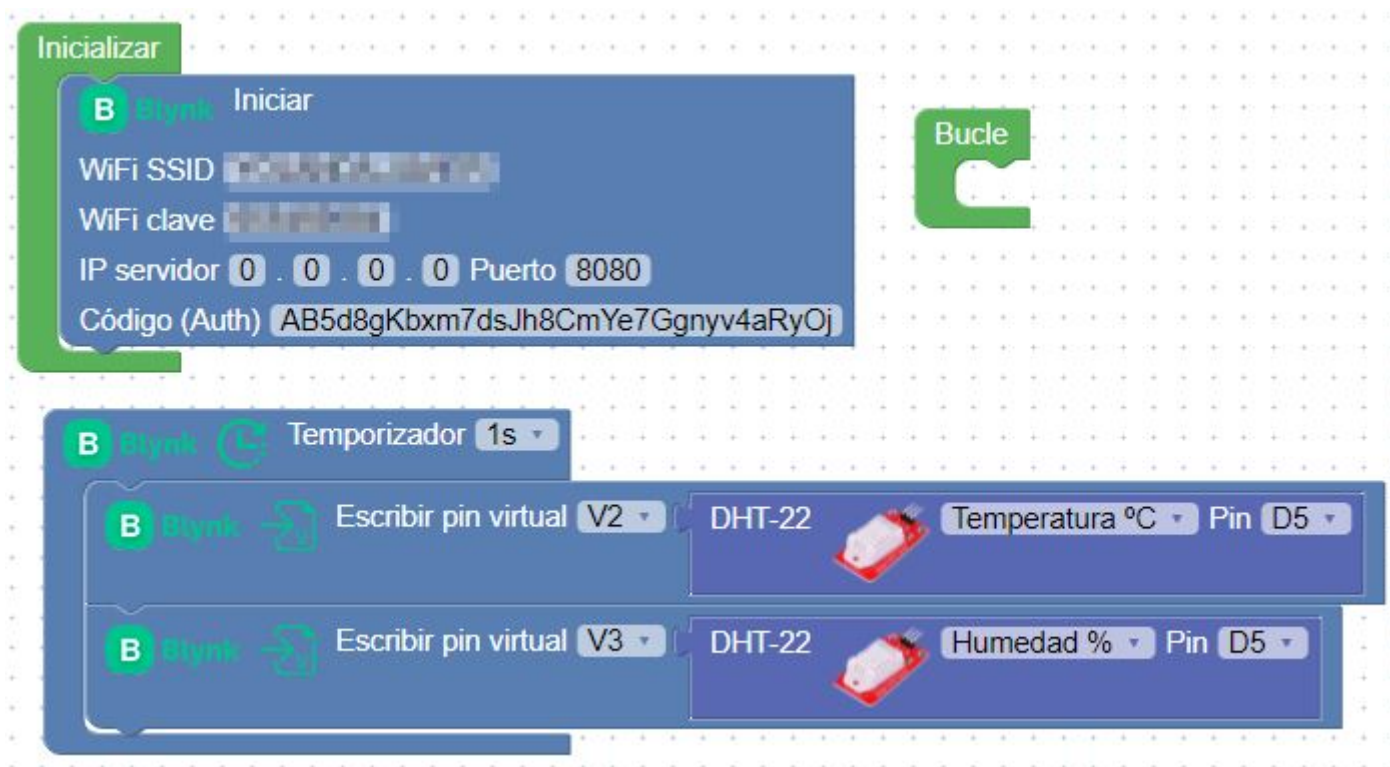 Inicializar
B Blynk Iniciar
WiFi SSID
WiFi clave
IP servidor 0 . 0 . 0 . 0 Puerto 8080
Código (Auth) AB5d8gKbxm7dsJh8CmYe7Ggnyv4aRyOj
Bucle
B Blynk Temporizador 1s
B Blynk Escribir pin virtual V2 DHT-22 Temperatura ºC Pin D5
B Blynk Escribir pin virtual V3 DHT-22 Humedad % Pin D5